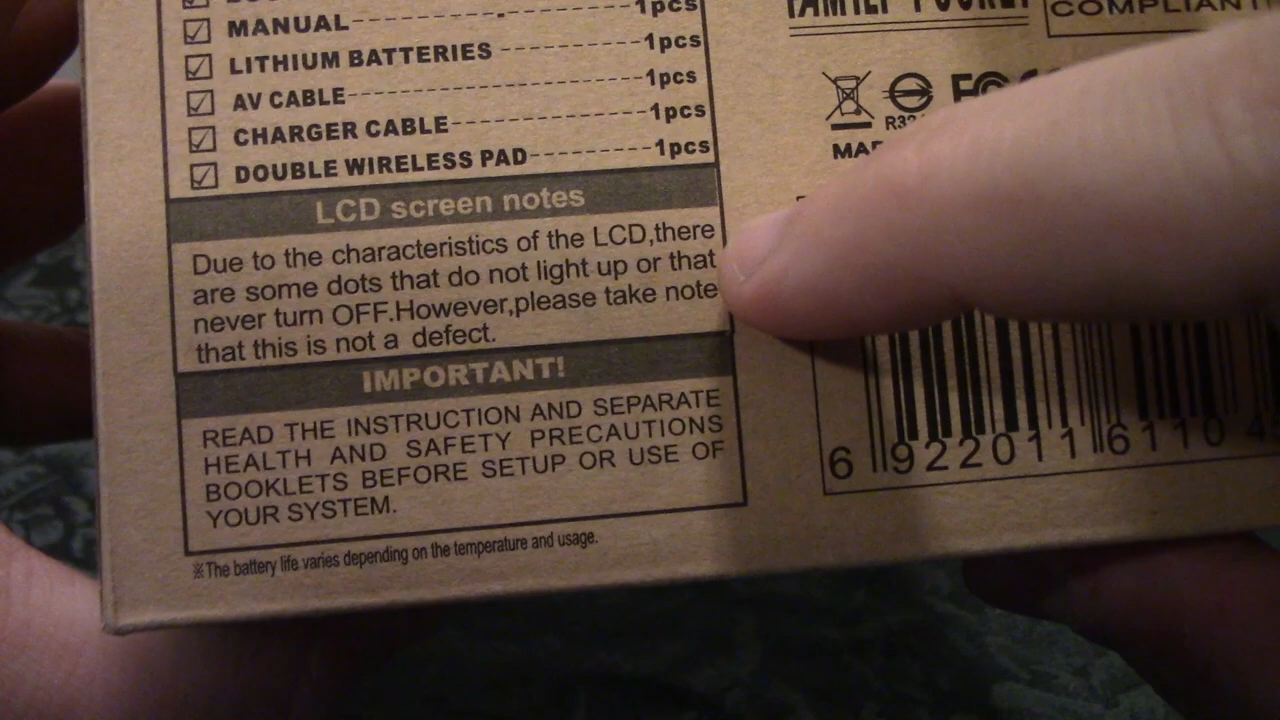 MANUAL 1pcs
LITHIUM BATTERIES 1pcs
AV CABLE 1pcs
CHARGER CABLE 1pcs
DOUBLE WIRELESS PAD 1pcs
LCD screen notes
Due to the characteristics of the LCD,there
are some dots that do not light up or that
never turn OFF.However,please take note
that this is not a defect.
IMPORTANT!
READ THE INSTRUCTION AND SEPARATE
HEALTH AND SAFETY PRECAUTIONS
BOOKLETS BEFORE SETUP OR USE OF
YOUR SYSTEM.
※The battery life varies depending on the temperature and usage.
FAMILY POCKET
COMPLIANT
FC
6 922011 61104